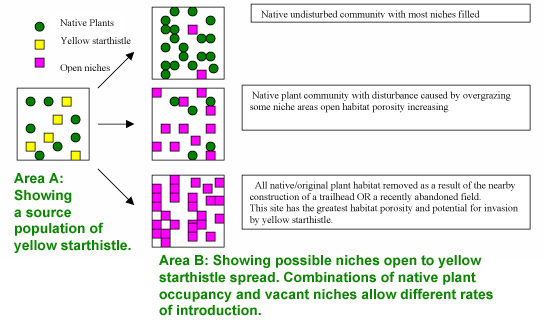 Native Plants
Yellow starthistle
Open niches
Native undisturbed community with most niches filled
Native plant community with disturbance caused by overgrazing
some niche areas open habitat porosity increasing
All native/original plant habitat removed as a result of the nearby
construction of a trailhead OR a recently abandoned field.
This site has the greatest habitat porosity and potential for invasion
by yellow starthistle.
Area A:
Showing
a source
population of
yellow starthistle.
Area B: Showing possible niches open to yellow
starthistle spread. Combinations of native plant
occupancy and vacant niches allow different rates
of introduction.